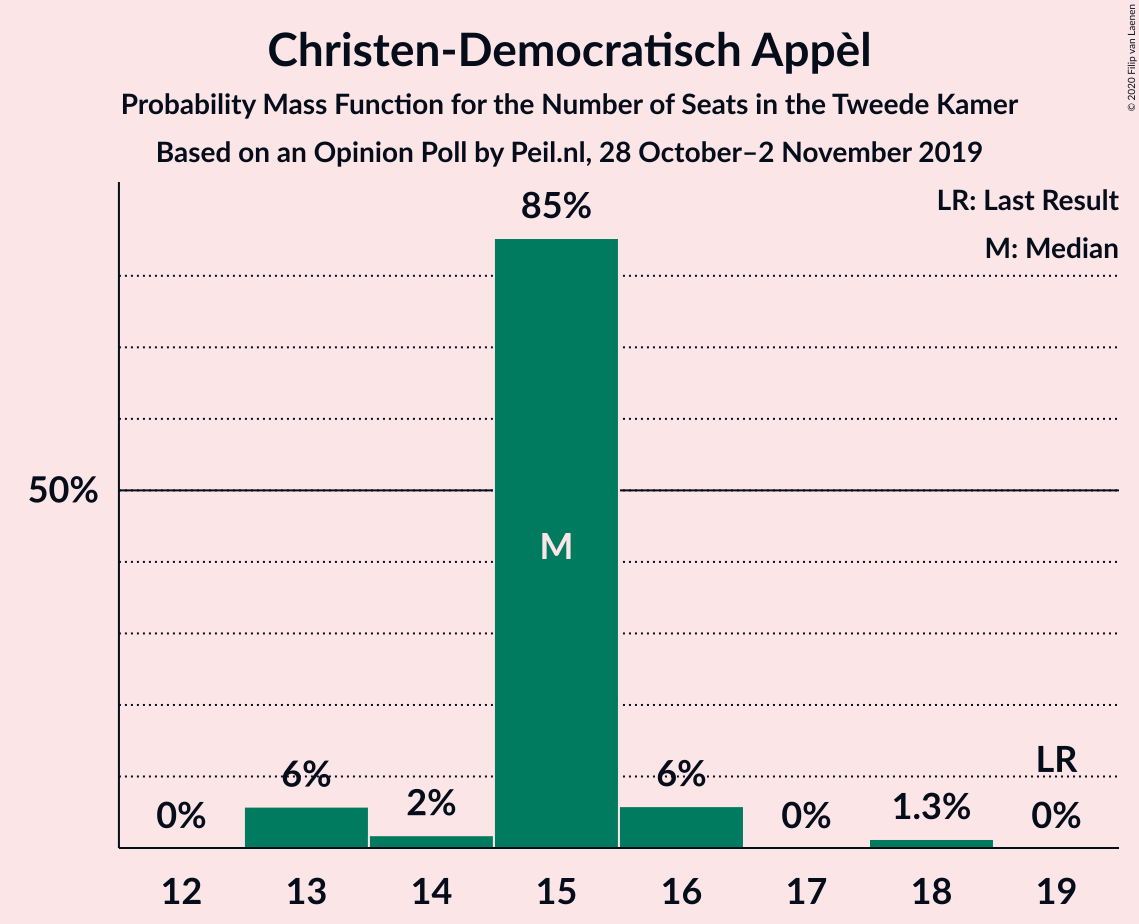 Christen-Democratisch Appèl
Probability Mass Function for the Number of Seats in the Tweede Kamer
Based on an Opinion Poll by Peil.nl, 28 October–2 November 2019
© 2020 Filip van Laenen
LR: Last Result
M: Median
85%
50%
M
LR
0%
6%
2%
6%
0%
1.3%
0%
12 13 14 15 16 17 18 19